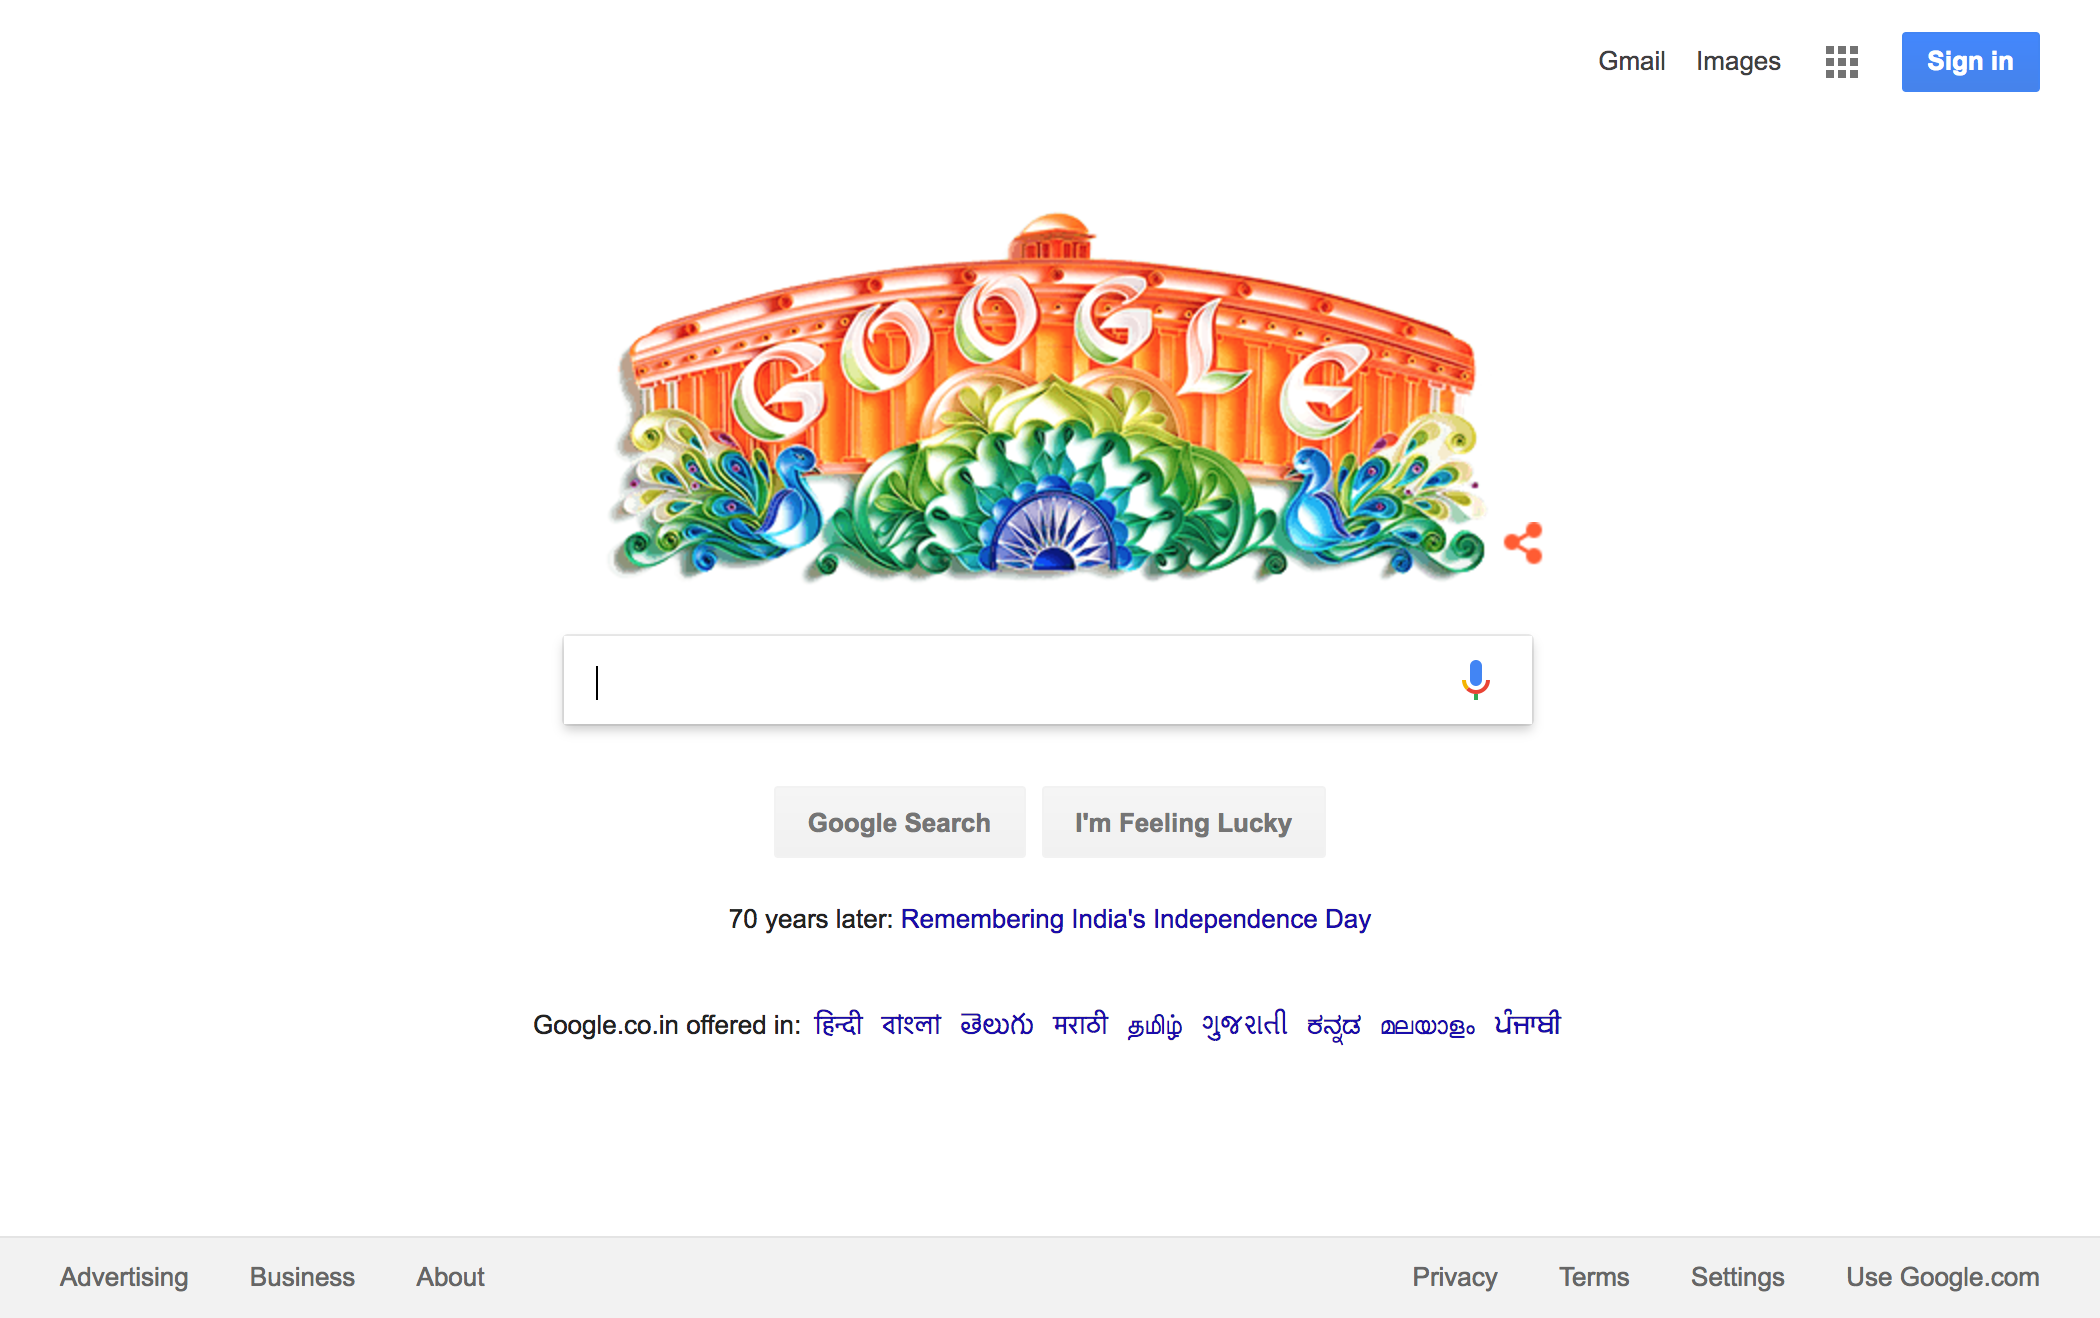 Gmail Images Sign in
GOOGLE
Google Search I'm Feeling Lucky
70 years later: Remembering India's Independence Day
Google.co.in offered in: हिन्दी বাংলা తెలుగు मराठी தமிழ் ગુજરાતી ಕನ್ನಡ മലയാളം ਪੰਜਾਬੀ
Advertising Business About Privacy Terms Settings Use Google.com